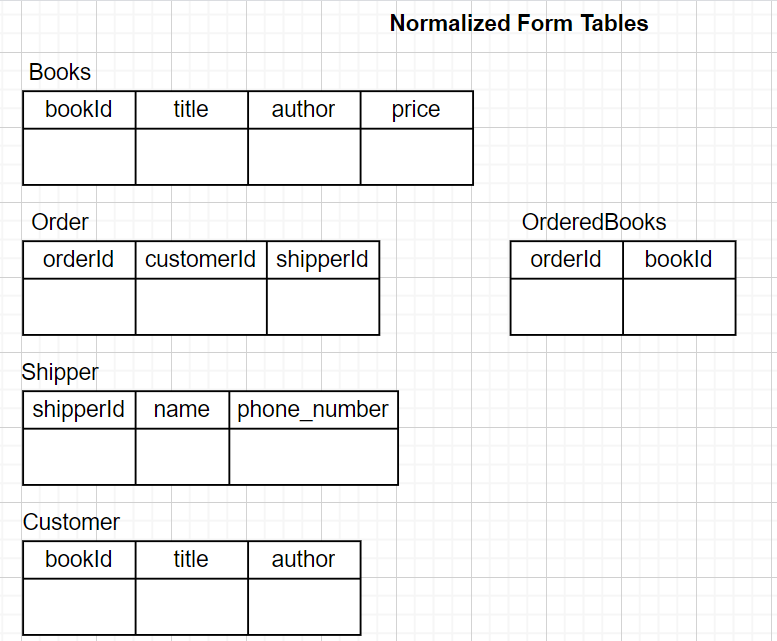 Normalized Form Tables
Books
bookId title author price
Order
orderId customerId shipperId
OrderedBooks
orderId bookId
Shipper
shipperId name phone_number
Customer
bookId title author